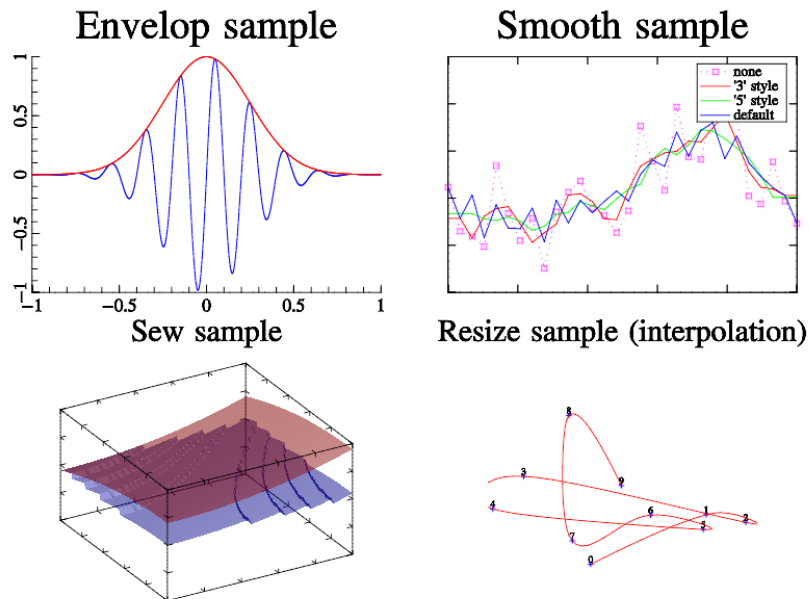 Envelop sample
Smooth sample
1
0.5
0
−0.5
−1
−1 −0.5 0 0.5 1
none
'3' style
'5' style
default
Sew sample
Resize sample (interpolation)
8
9
3
4
6
1
2
5
7
0